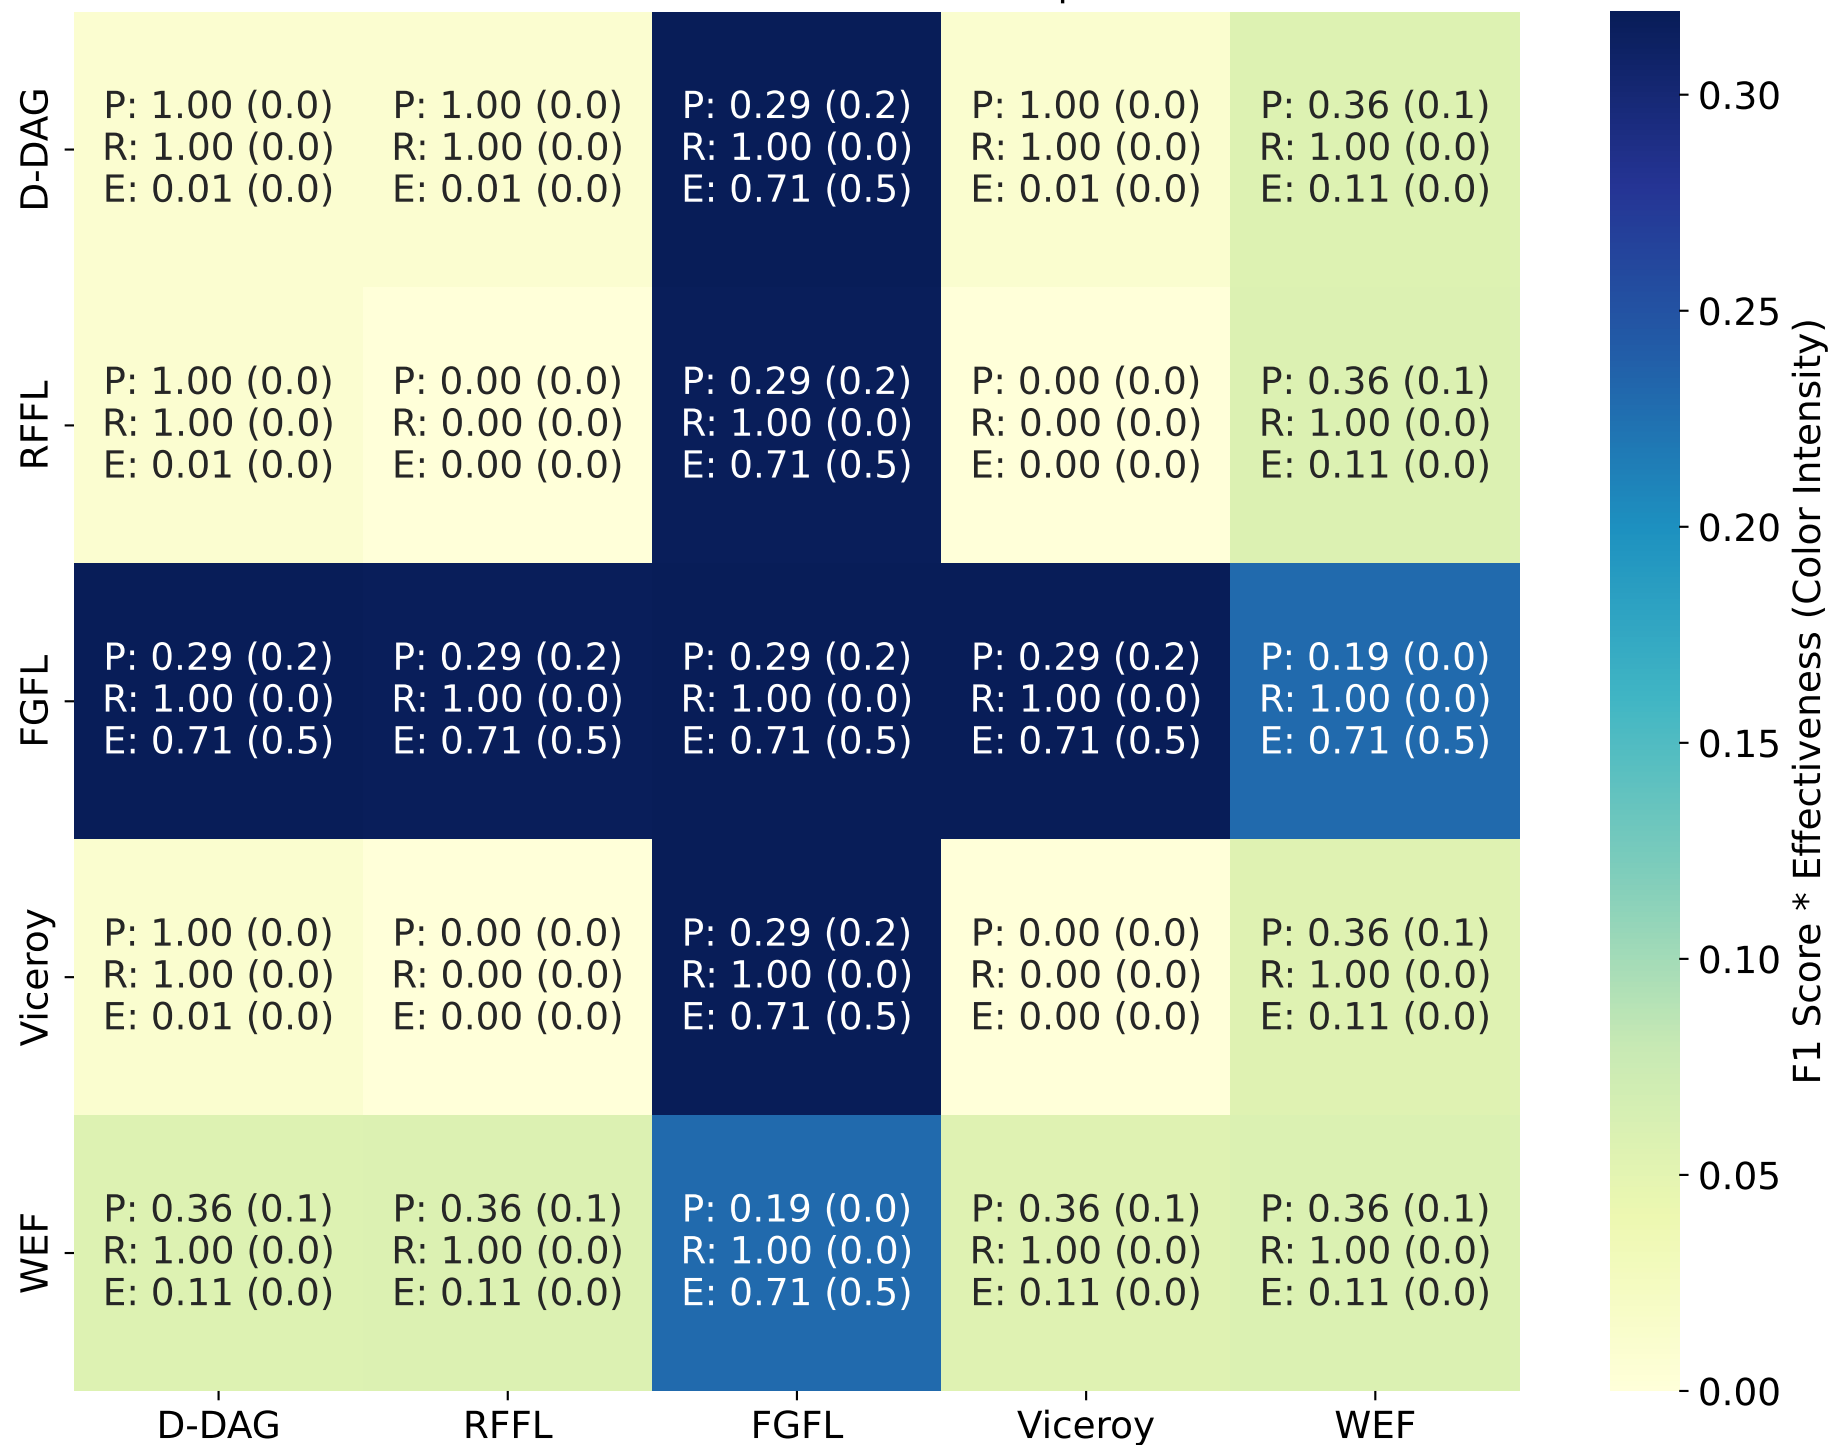 D-DAG
P: 1.00 (0.0) P: 1.00 (0.0) P: 0.29 (0.2) P: 1.00 (0.0) P: 0.36 (0.1)
R: 1.00 (0.0) R: 1.00 (0.0) R: 1.00 (0.0) R: 1.00 (0.0) R: 1.00 (0.0)
E: 0.01 (0.0) E: 0.01 (0.0) E: 0.71 (0.5) E: 0.01 (0.0) E: 0.11 (0.0)
RFFL
P: 1.00 (0.0) P: 0.00 (0.0) P: 0.29 (0.2) P: 0.00 (0.0) P: 0.36 (0.1)
R: 1.00 (0.0) R: 0.00 (0.0) R: 1.00 (0.0) R: 0.00 (0.0) R: 1.00 (0.0)
E: 0.01 (0.0) E: 0.00 (0.0) E: 0.71 (0.5) E: 0.00 (0.0) E: 0.11 (0.0)
FGFL
P: 0.29 (0.2) P: 0.29 (0.2) P: 0.29 (0.2) P: 0.29 (0.2) P: 0.19 (0.0)
R: 1.00 (0.0) R: 1.00 (0.0) R: 1.00 (0.0) R: 1.00 (0.0) R: 1.00 (0.0)
E: 0.71 (0.5) E: 0.71 (0.5) E: 0.71 (0.5) E: 0.71 (0.5) E: 0.71 (0.5)
Viceroy
P: 1.00 (0.0) P: 0.00 (0.0) P: 0.29 (0.2) P: 0.00 (0.0) P: 0.36 (0.1)
R: 1.00 (0.0) R: 0.00 (0.0) R: 1.00 (0.0) R: 0.00 (0.0) R: 1.00 (0.0)
E: 0.01 (0.0) E: 0.00 (0.0) E: 0.71 (0.5) E: 0.00 (0.0) E: 0.11 (0.0)
WEF
P: 0.36 (0.1) P: 0.36 (0.1) P: 0.19 (0.0) P: 0.36 (0.1) P: 0.36 (0.1)
R: 1.00 (0.0) R: 1.00 (0.0) R: 1.00 (0.0) R: 1.00 (0.0) R: 1.00 (0.0)
E: 0.11 (0.0) E: 0.11 (0.0) E: 0.71 (0.5) E: 0.11 (0.0) E: 0.11 (0.0)
D-DAG RFFL FGFL Viceroy WEF
0.30
0.25
0.20
0.15
0.10
0.05
0.00
F1 Score * Effectiveness (Color Intensity)